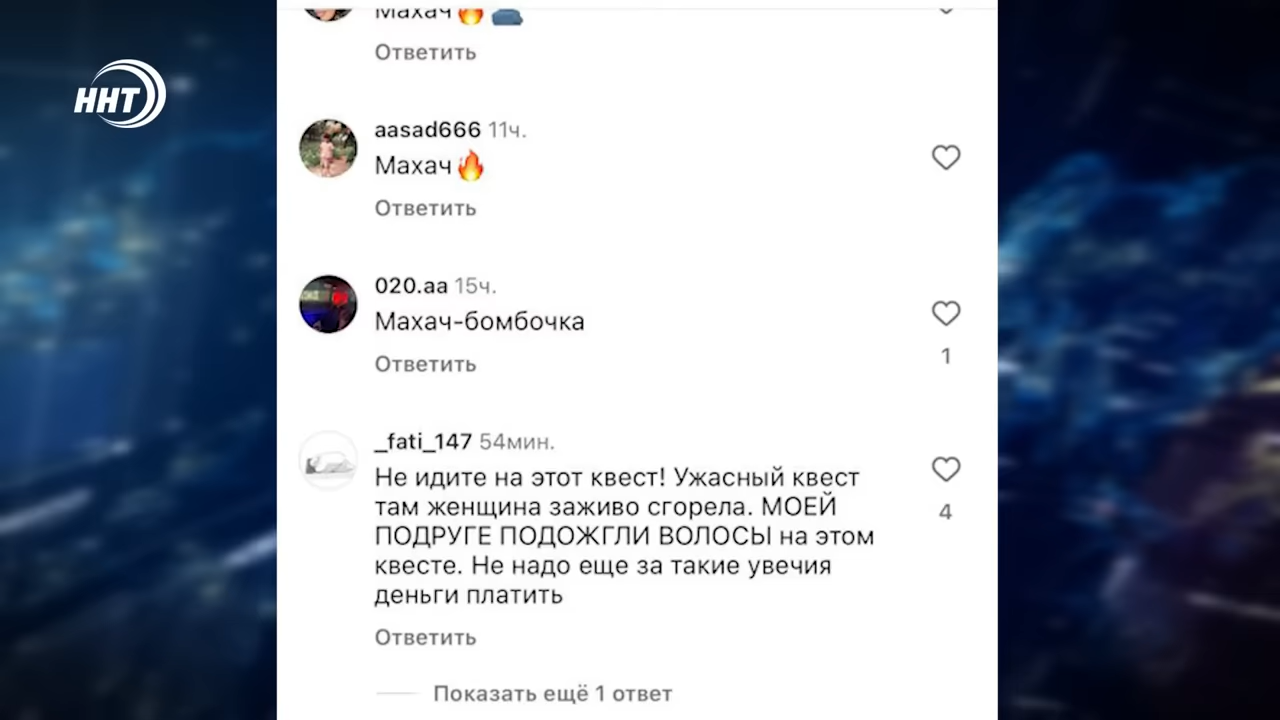 ННТ
Махач🔥
Ответить
aasad666 11ч.
Махач🔥
Ответить
020.aa 15ч.
Махач-бомбочка
1
Ответить
_fati_147 54мин.
Не идите на этот квест! Ужасный квест
там женщина заживо сгорела. МОЕЙ
4
ПОДРУГЕ ПОДОЖГЛИ ВОЛОСЫ на этом
квесте. Не надо еще за такие увечия
деньги платить
Ответить
Показать ещё 1 ответ